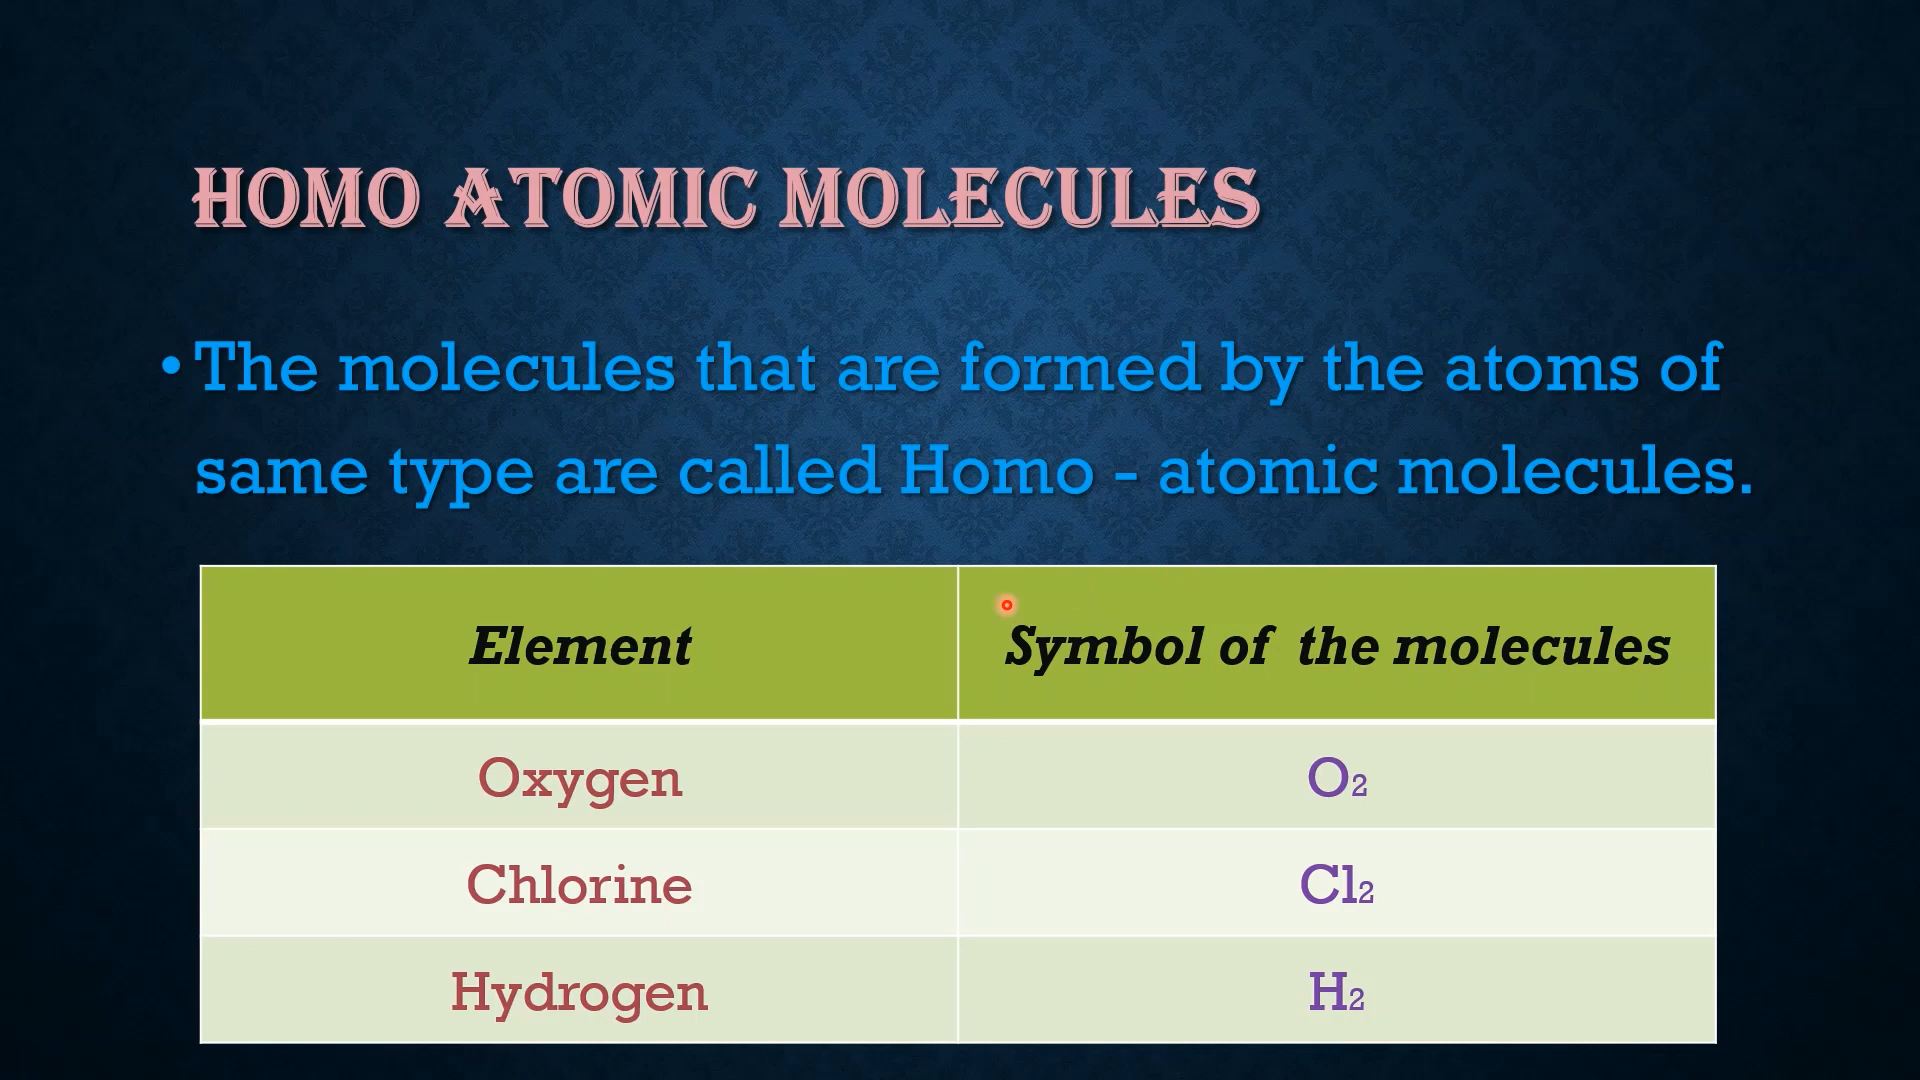 HOMO ATOMIC MOLECULES
• The molecules that are formed by the atoms of
same type are called Homo - atomic molecules.
Element Symbol of the molecules
Oxygen O₂
Chlorine Cl₂
Hydrogen H₂